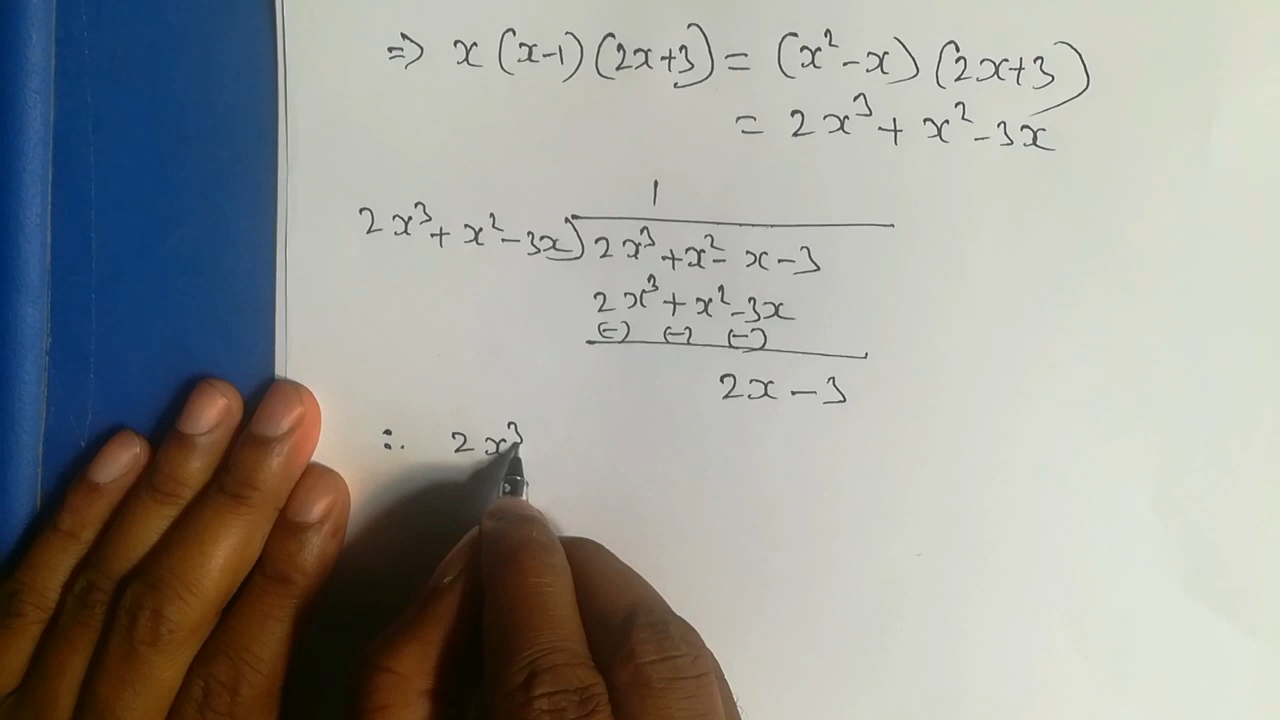 ⇒ x (x-1) (2x+3) = (x² - x) (2x+3)
= 2x³ + x² - 3x
1
2x³ + x² - 3x ) 2x³ + x² - x - 3
2x³ + x² - 3x
(-) (-) (-)
2x - 3
∴ 2x³